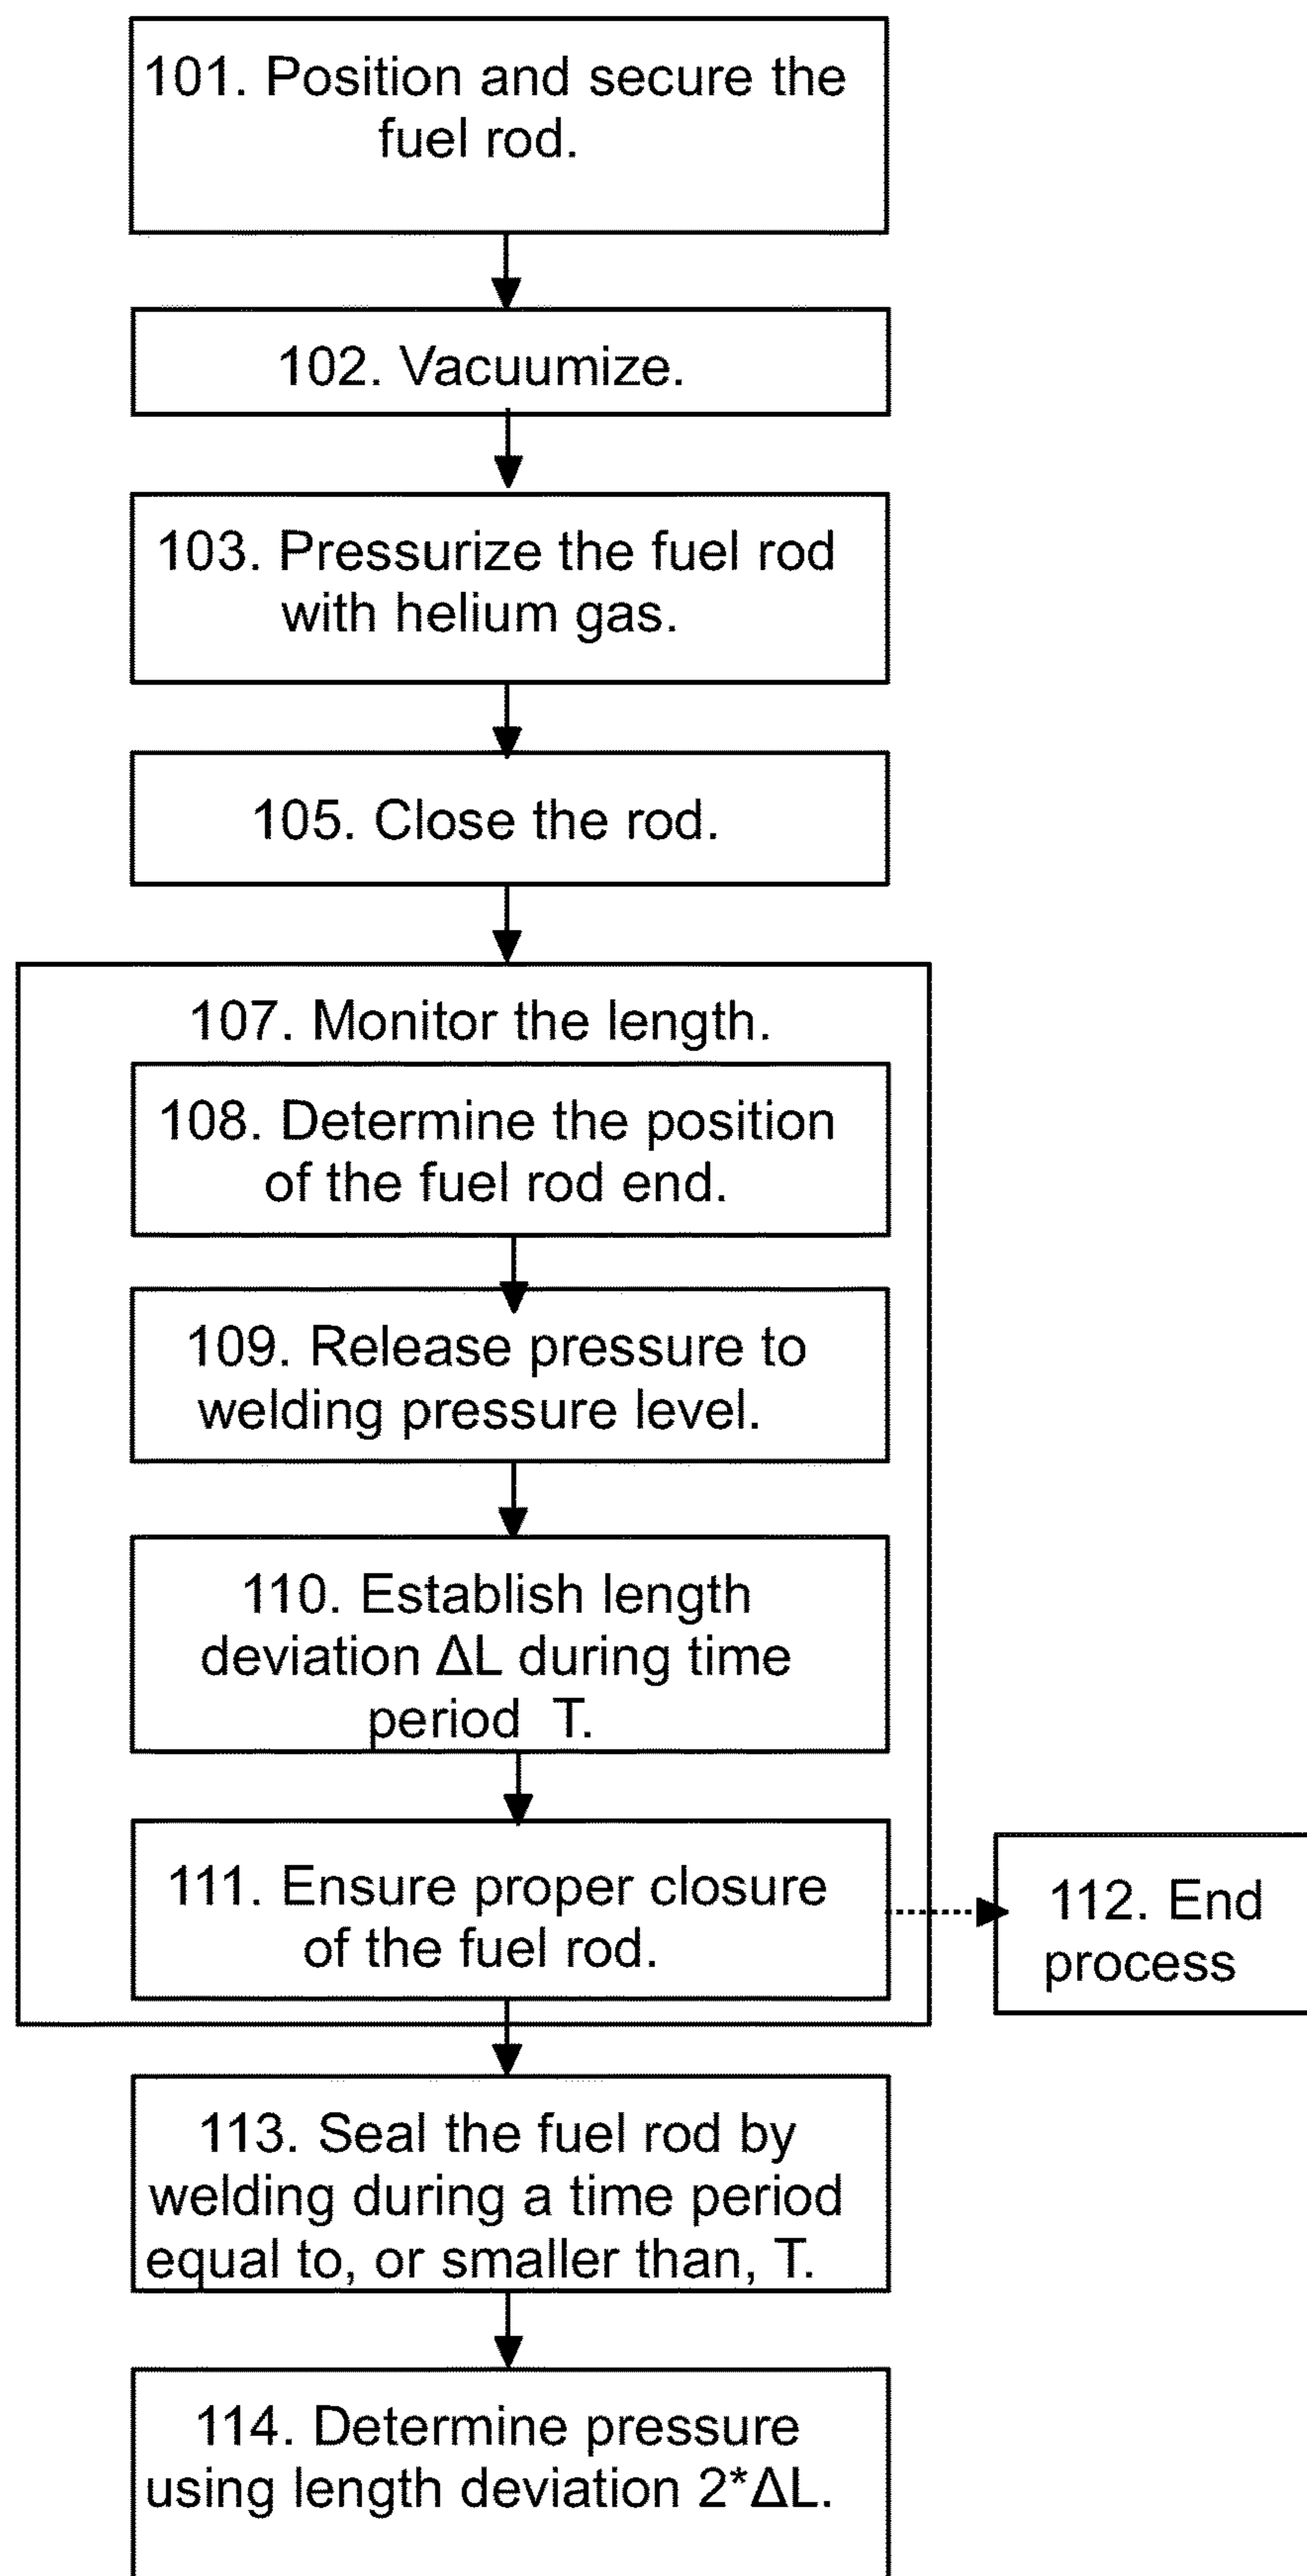 101. Position and secure the
fuel rod.
102. Vacuumize.
103. Pressurize the fuel rod
with helium gas.
105. Close the rod.
107. Monitor the length.
108. Determine the position
of the fuel rod end.
109. Release pressure to
welding pressure level.
110. Establish length
deviation ΔL during time
period T.
111. Ensure proper closure
of the fuel rod.
112. End
process
113. Seal the fuel rod by
welding during a time period
equal to, or smaller than, T.
114. Determine pressure
using length deviation 2*ΔL.